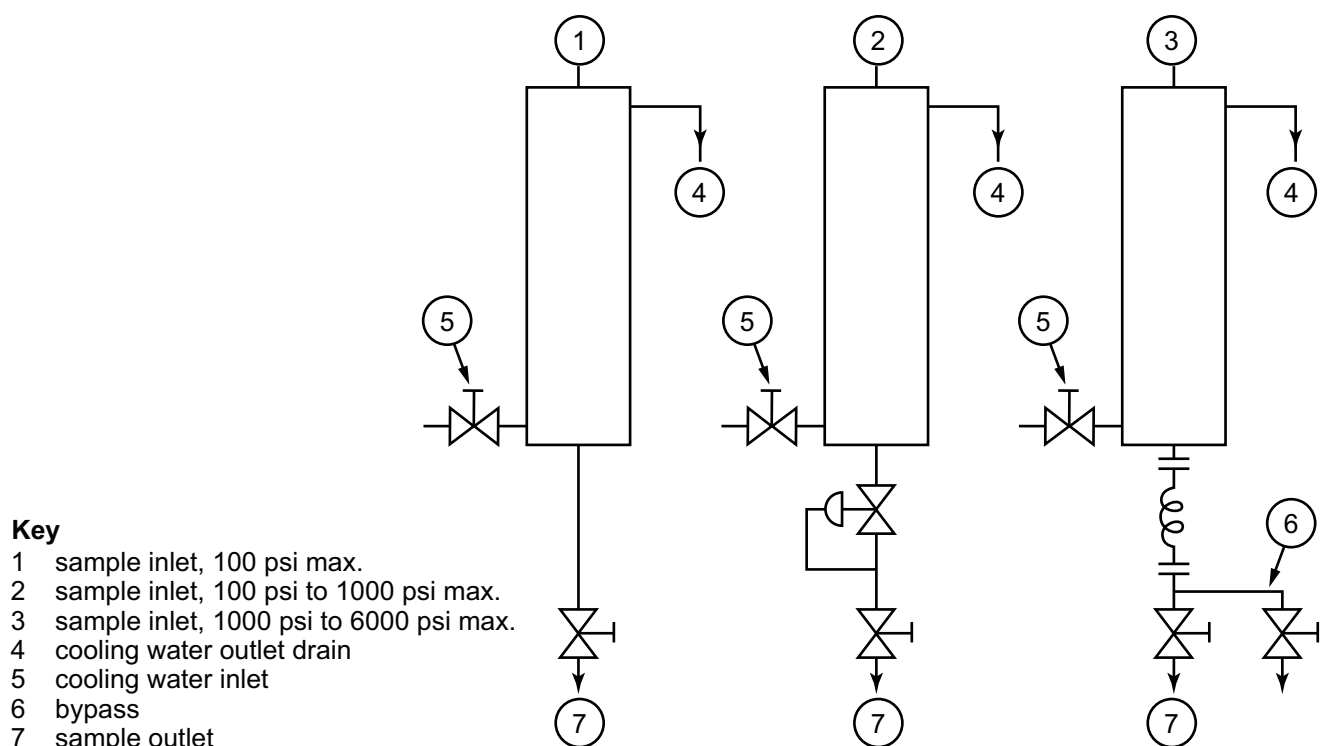 1 2 3
4 4 4
5 5 5
6
Key
1 sample inlet, 100 psi max.
2 sample inlet, 100 psi to 1000 psi max.
3 sample inlet, 1000 psi to 6000 psi max.
4 cooling water outlet drain
5 cooling water inlet
6 bypass
7 sample outlet
7 7 7